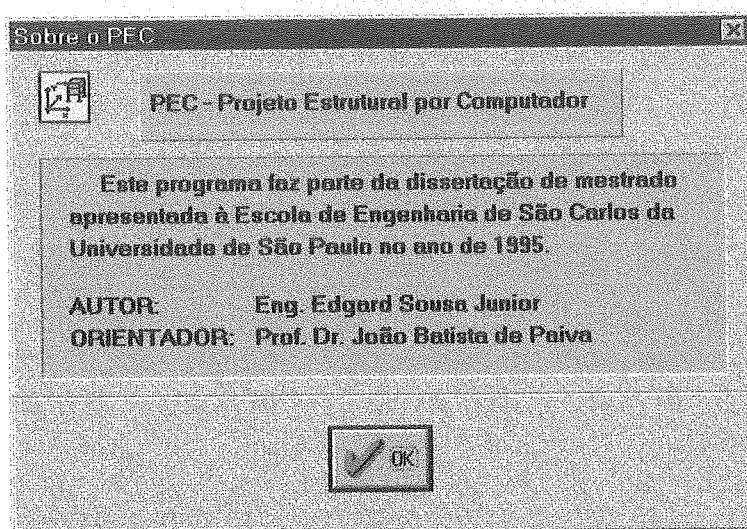 Sobre o PEC
PEC - Projeto Estrutural por Computador
Este programa faz parte da dissertação de mestrado
apresentada à Escola de Engenharia de São Carlos da
Universidade de São Paulo no ano de 1995.
AUTOR: Eng. Edgard Sousa Junior
ORIENTADOR: Prof. Dr. João Batista de Paiva
OK